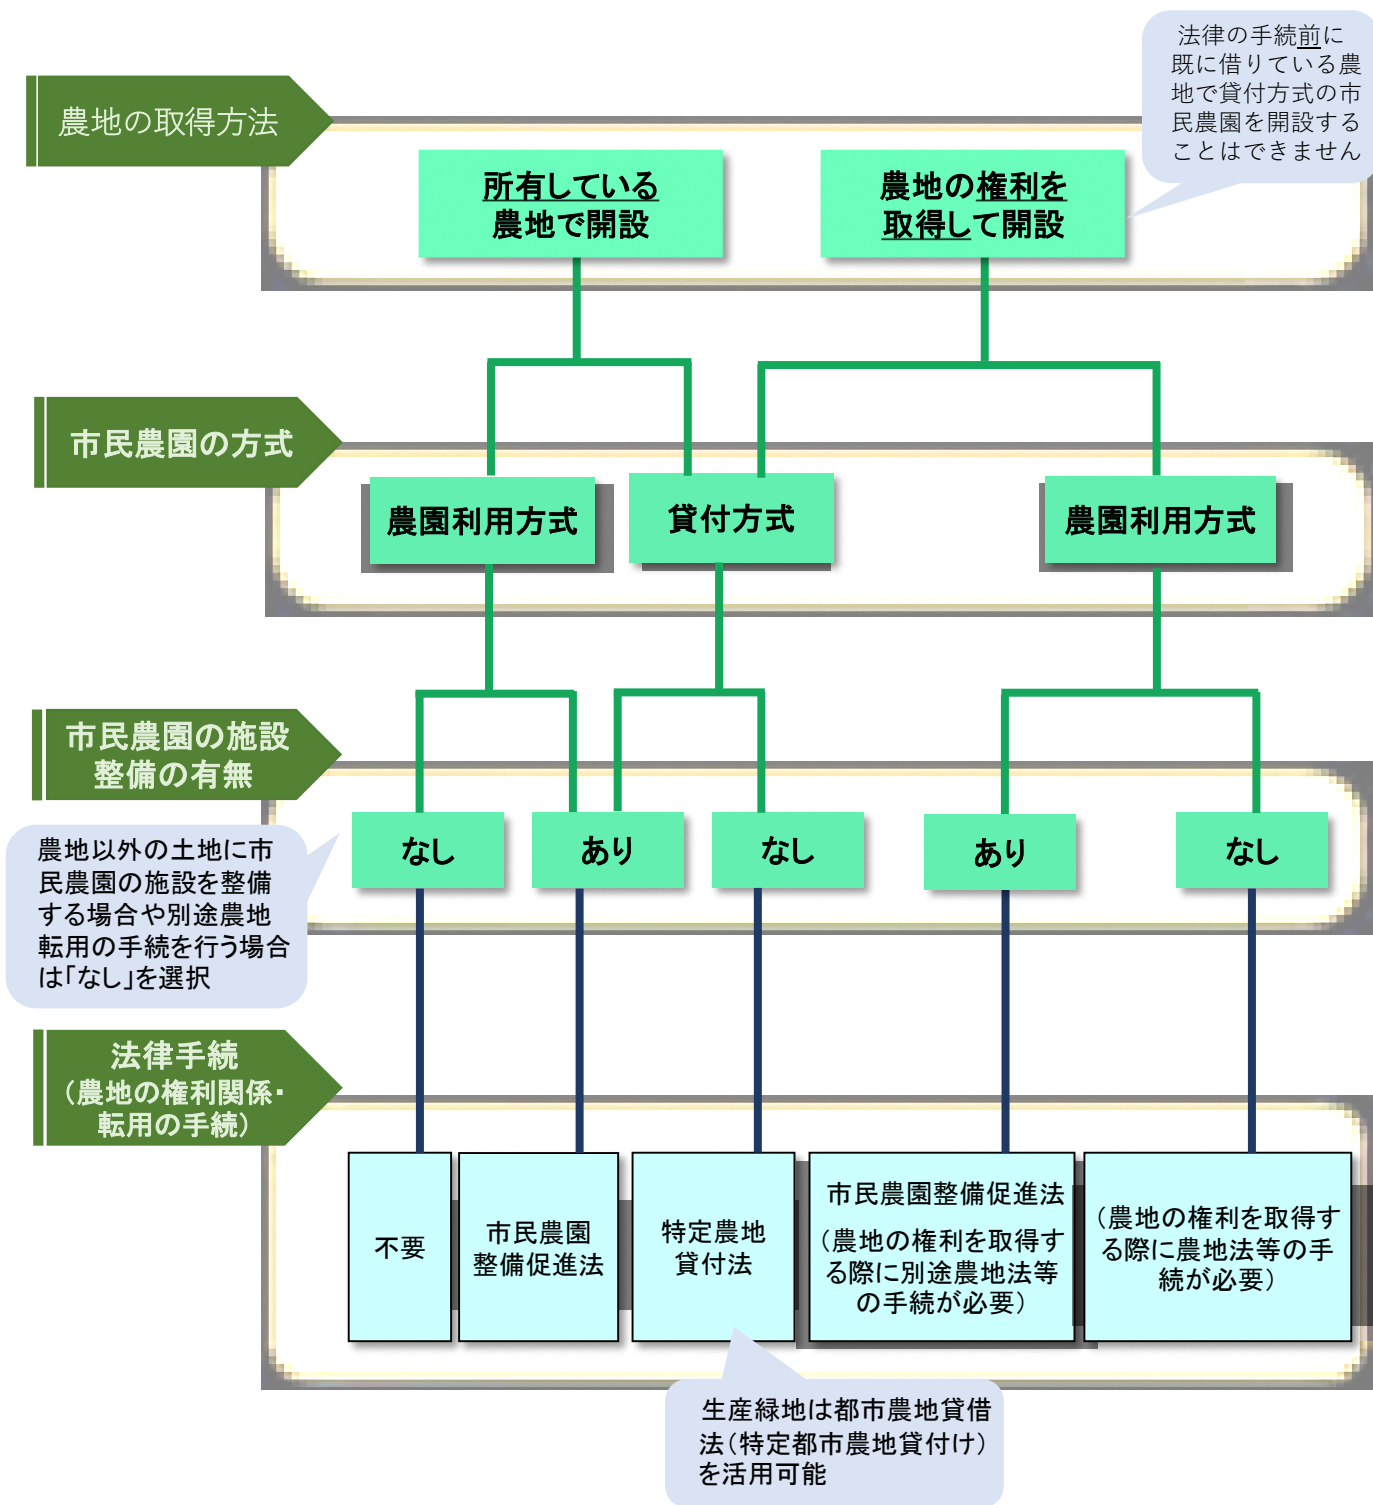 法律の手続前に
既に借りている農
地で貸付方式の市
民農園を開設する
ことはできません
農地の取得方法
所有している
農地で開設
農地の権利を
取得して開設
市民農園の方式
農園利用方式
貸付方式
農園利用方式
市民農園の施設
整備の有無
なし
あり
なし
あり
なし
農地以外の土地に市
民農園の施設を整備
する場合や別途農地
転用の手続を行う場合
は「なし」を選択
法律手続
（農地の権利関係・
転用の手続）
不要
市民農園
整備促進法
特定農地
貸付法
市民農園整備促進法
（農地の権利を取得す
る際に別途農地法等
の手続が必要）
（農地の権利を取得す
る際に農地法等の手
続が必要）
生産緑地は都市農地貸借
法（特定都市農地貸付け）
を活用可能